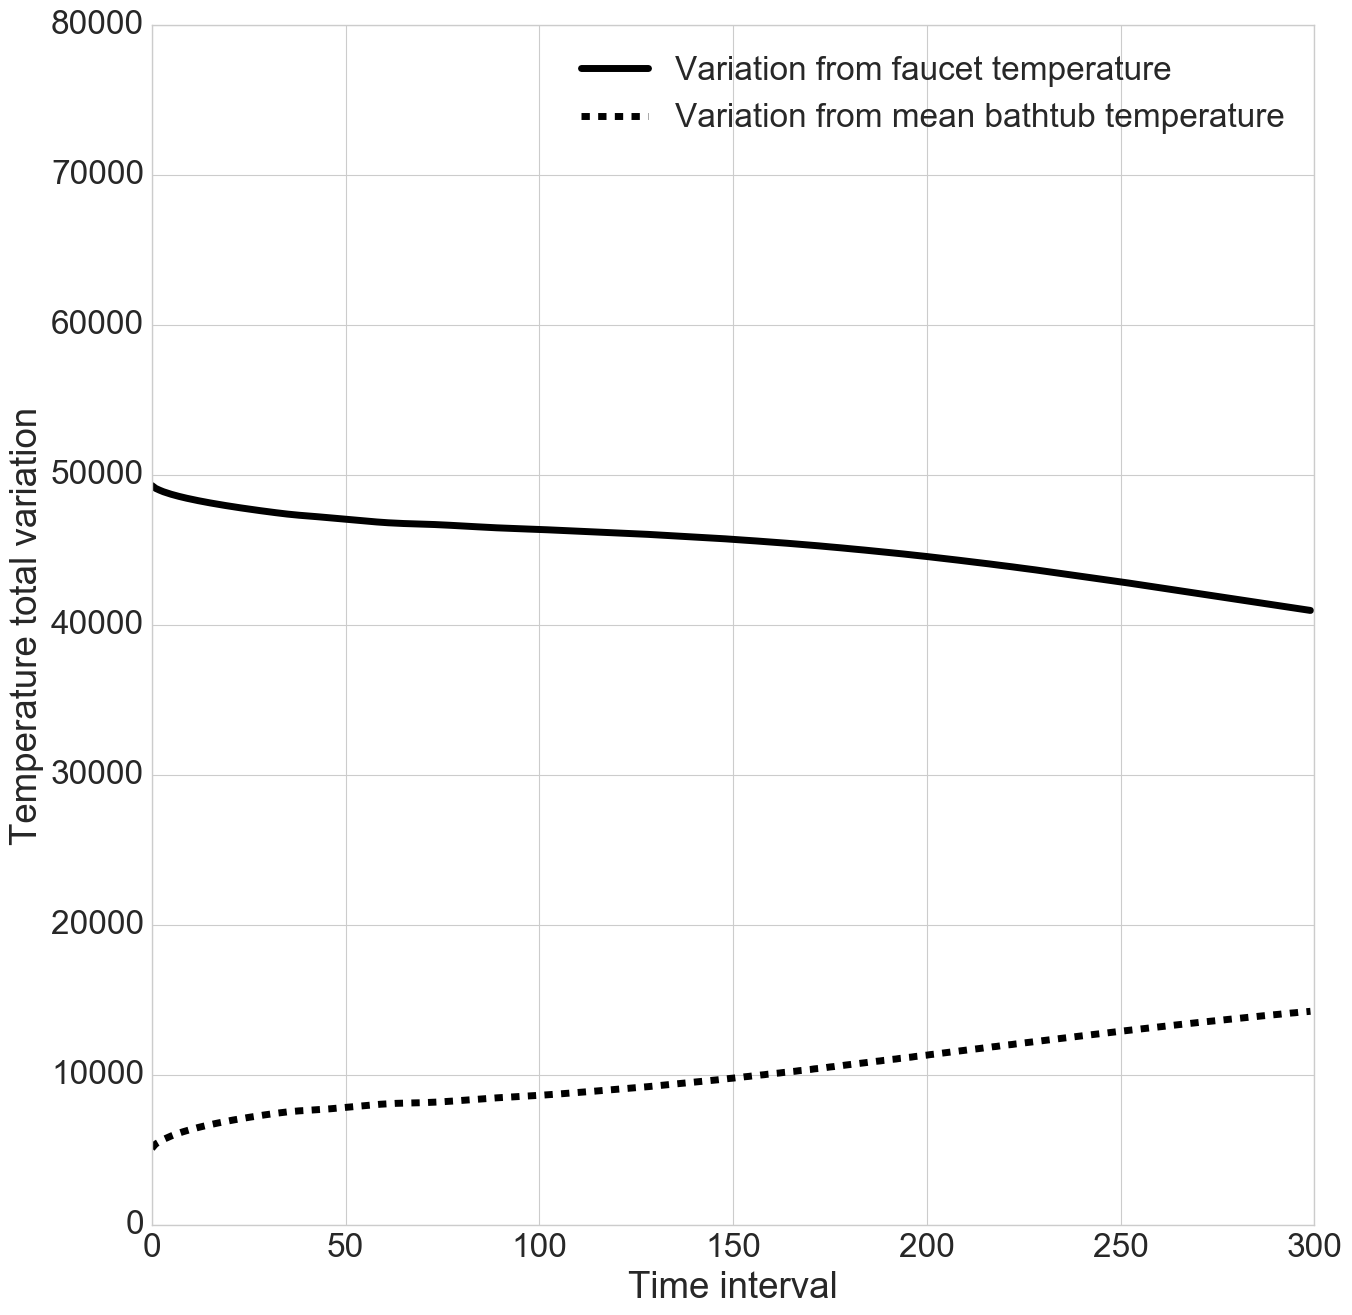 80000
70000
60000
50000
40000
30000
20000
10000
0
Temperature total variation
Variation from faucet temperature
Variation from mean bathtub temperature
0 50 100 150 200 250 300
Time interval